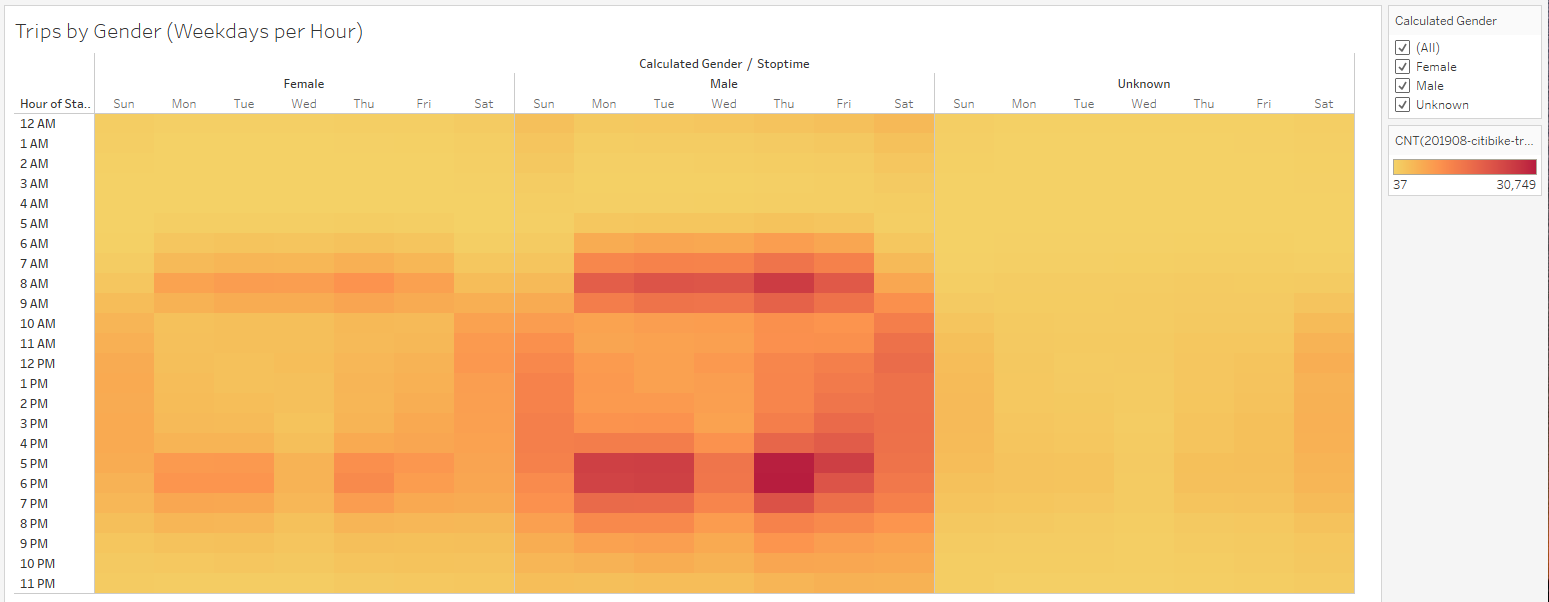 Trips by Gender (Weekdays per Hour)
Calculated Gender / Stoptime
Female Male Unknown
Hour of Sta.. Sun Mon Tue Wed Thu Fri Sat Sun Mon Tue Wed Thu Fri Sat Sun Mon Tue Wed Thu Fri Sat
12 AM
1 AM
2 AM
3 AM
4 AM
5 AM
6 AM
7 AM
8 AM
9 AM
10 AM
11 AM
12 PM
1 PM
2 PM
3 PM
4 PM
5 PM
6 PM
7 PM
8 PM
9 PM
10 PM
11 PM
Calculated Gender
(All)
Female
Male
Unknown
CNT(201908-citibike-tr...
37 30,749